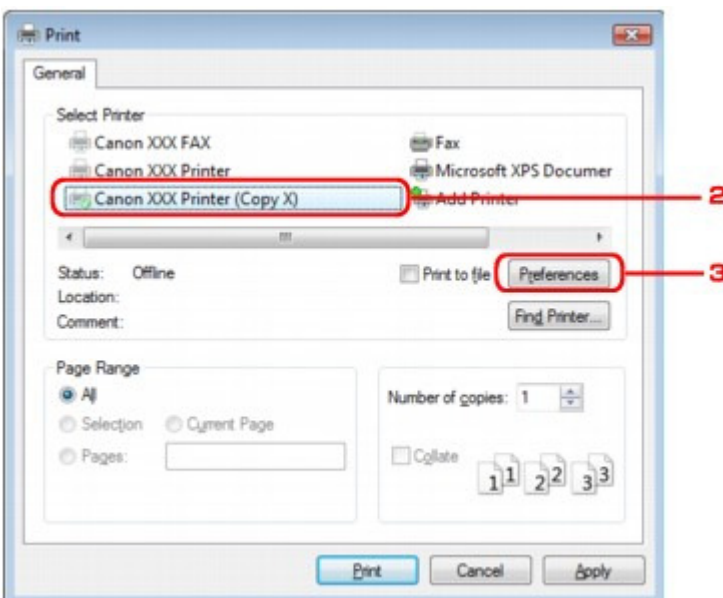 Print
General
Select Printer
Canon XXX FAX
Fax
Canon XXX Printer
Microsoft XPS Documer
Canon XXX Printer (Copy X)
Add Printer
2
Status: Offline
Print to file
Preferences
3
Location:
Comment:
Find Printer...
Page Range
All
Number of copies: 1
Selection
Current Page
Pages:
Collate
1 1 2 2 3 3
Print
Cancel
Apply